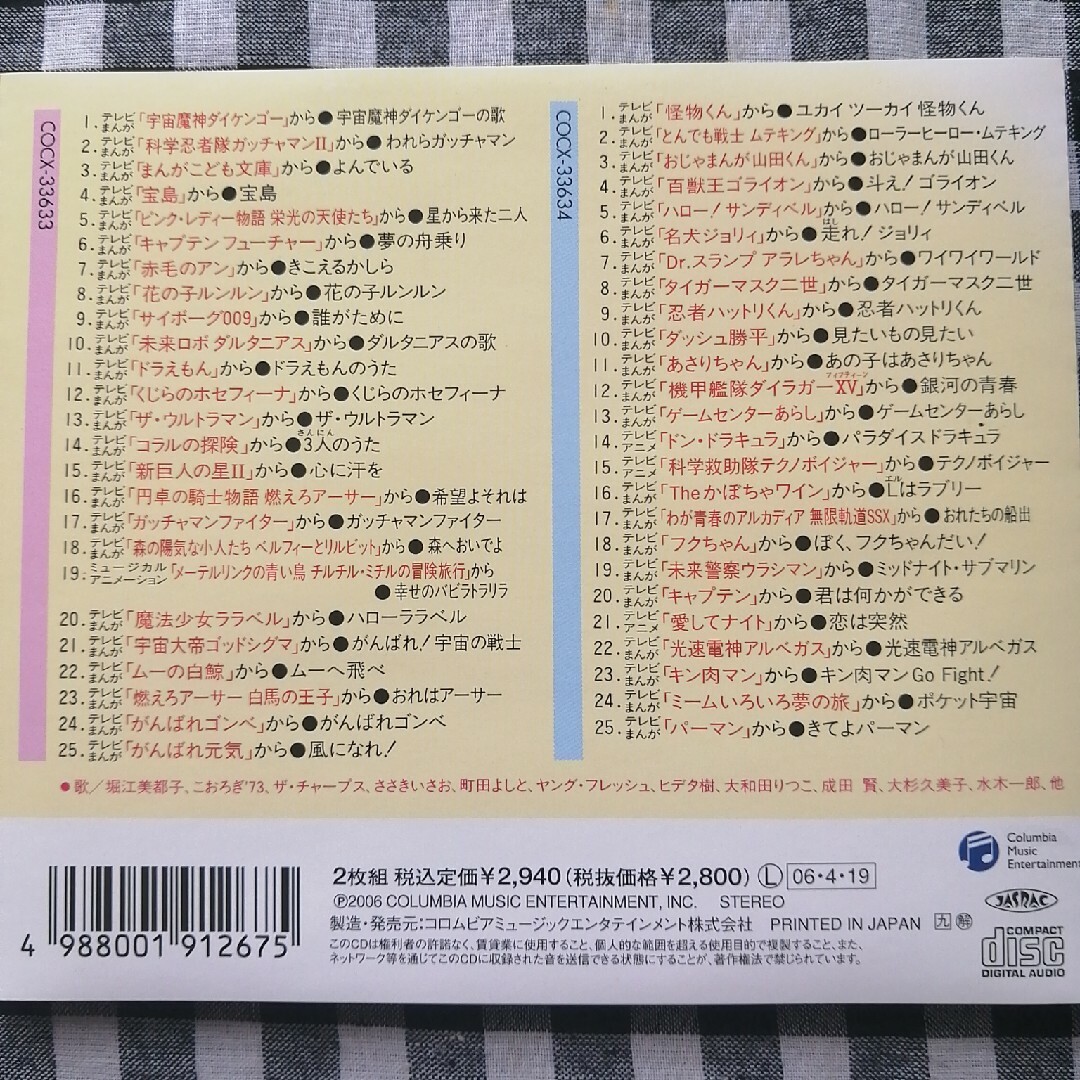 COCX-33633
1. テレビまんが「宇宙魔神ダイケンゴー」から●宇宙魔神ダイケンゴーの歌
2. テレビまんが「科学忍者隊ガッチャマンⅡ」から●われらガッチャマン
3. テレビまんが「まんがこども文庫」から●よんでいる
4. テレビまんが「宝島」から●宝島
5. テレビまんが「ピンク・レディー物語 栄光の天使たち」から●星から来た二人
6. テレビまんが「キャプテン フューチャー」から●夢の舟乗り
7. テレビまんが「赤毛のアン」から●きこえるかしら
8. テレビまんが「花の子ルンルン」から●花の子ルンルン
9. テレビまんが「サイボーグ009」から●誰がために
10. テレビまんが「未来ロボ ダルタニアス」から●ダルタニアスの歌
11. テレビまんが「ドラえもん」から●ドラえもんのうた
12. テレビまんが「くじらのホセフィーナ」から●くじらのホセフィーナ
13. テレビまんが「ザ・ウルトラマン」から●ザ・ウルトラマン
14. テレビまんが「コラルの探険」から●3人のうた
さんにん
15. テレビまんが「新巨人の星Ⅱ」から●心に汗を
16. テレビまんが「円卓の騎士物語 燃えろアーサー」から●希望よそれは
17. テレビまんが「ガッチャマンファイター」から●ガッチャマンファイター
18. テレビまんが「森の陽気な小人たち ベルフィーとリルビット」から●森へおいでよ
19. ミュージカルアニメーション「メーテルリンクの青い鳥 チルチル・ミチルの冒険旅行」から
●幸せのパピラトラリラ
20. テレビまんが「魔法少女ララベル」から●ハローララベル
21. テレビまんが「宇宙大帝ゴッドシグマ」から●がんばれ!宇宙の戦士
22. テレビまんが「ムーの白鯨」から●ムーへ飛べ
23. テレビまんが「燃えろアーサー 白馬の王子」から●おれはアーサー
24. テレビまんが「がんばれゴンベ」から●がんばれゴンベ
25. テレビまんが「がんばれ元気」から●風になれ!
COCX-33634
1. テレビまんが「怪物くん」から●ユカイ ツーカイ 怪物くん
2. テレビまんが「とんでも戦士 ムテキング」から●ローラーヒーロー・ムテキング
3. テレビまんが「おじゃまんが山田くん」から●おじゃまんが山田くん
4. テレビまんが「百獣王ゴライオン」から●斗え!ゴライオン
5. テレビまんが「ハロー!サンディベル」から●ハロー!サンディベル
6. テレビまんが「名犬ジョリィ」から●走れ!ジョリィ
はし
7. テレビまんが「Dr.スランプ アラレちゃん」から●ワイワイワールド
8. テレビまんが「タイガーマスク二世」から●タイガーマスク二世
9. テレビまんが「忍者ハットリくん」から●忍者ハットリくん
10. テレビまんが「ダッシュ勝平」から●見たいもの見たい
11. テレビまんが「あさりちゃん」から●あの子はあさりちゃん
12. テレビまんが「機甲艦隊ダイラガーXV」から●銀河の青春
フィフティーン
13. テレビまんが「ゲームセンターあらし」から●ゲームセンターあらし
14. テレビアニメ「ドン・ドラキュラ」から●パラダイスドラキュラ
15. テレビアニメ「科学救助隊テクノボイジャー」から●テクノボイジャー
16. テレビまんが「Theかぼちゃワイン」から●Lはラブリー
エル
17. テレビまんが「わが青春のアルカディア 無限軌道SSX」から●おれたちの船出
18. テレビまんが「フクちゃん」から●ぼく、フクちゃんだい!
19. テレビまんが「未来警察ウラシマン」から●ミッドナイト・サブマリン
20. テレビまんが「キャプテン」から●君は何かができる
21. テレビアニメ「愛してナイト」から●恋は突然
22. テレビまんが「光速電神アルベガス」から●光速電神アルベガス
23. テレビまんが「キン肉マン」から●キン肉マン Go Fight!
24. テレビまんが「ミームいろいろ夢の旅」から●ポケット宇宙
25. テレビまんが「パーマン」から●きてよパーマン
●歌/堀江美都子、こおろぎ'73、ザ・チャープス、ささきいさお、町田よしと、ヤング・フレッシュ、ヒデタ樹、大和田りつこ、成田 賢、大杉久美子、水木一郎、他
4 988001 912675
2枚組 税込定価¥2,940(税抜価格¥2,800) Ⓛ 06・4・19
℗2006 COLUMBIA MUSIC ENTERTAINMENT, INC. STEREO
製造・発売元:コロムビアミュージックエンタテインメント株式会社 PRINTED IN JAPAN 九 解
このCDは権利者の許諾なく、賃貸業に使用すること、個人的な範囲を超える使用目的で複製すること、また、
ネットワーク等を通じてこのCDに収録された音を送信できる状態にすることが、著作権法で禁じられています。
Columbia
Music
Entertainment
JASRAC
COMPACT
disc
DIGITAL AUDIO